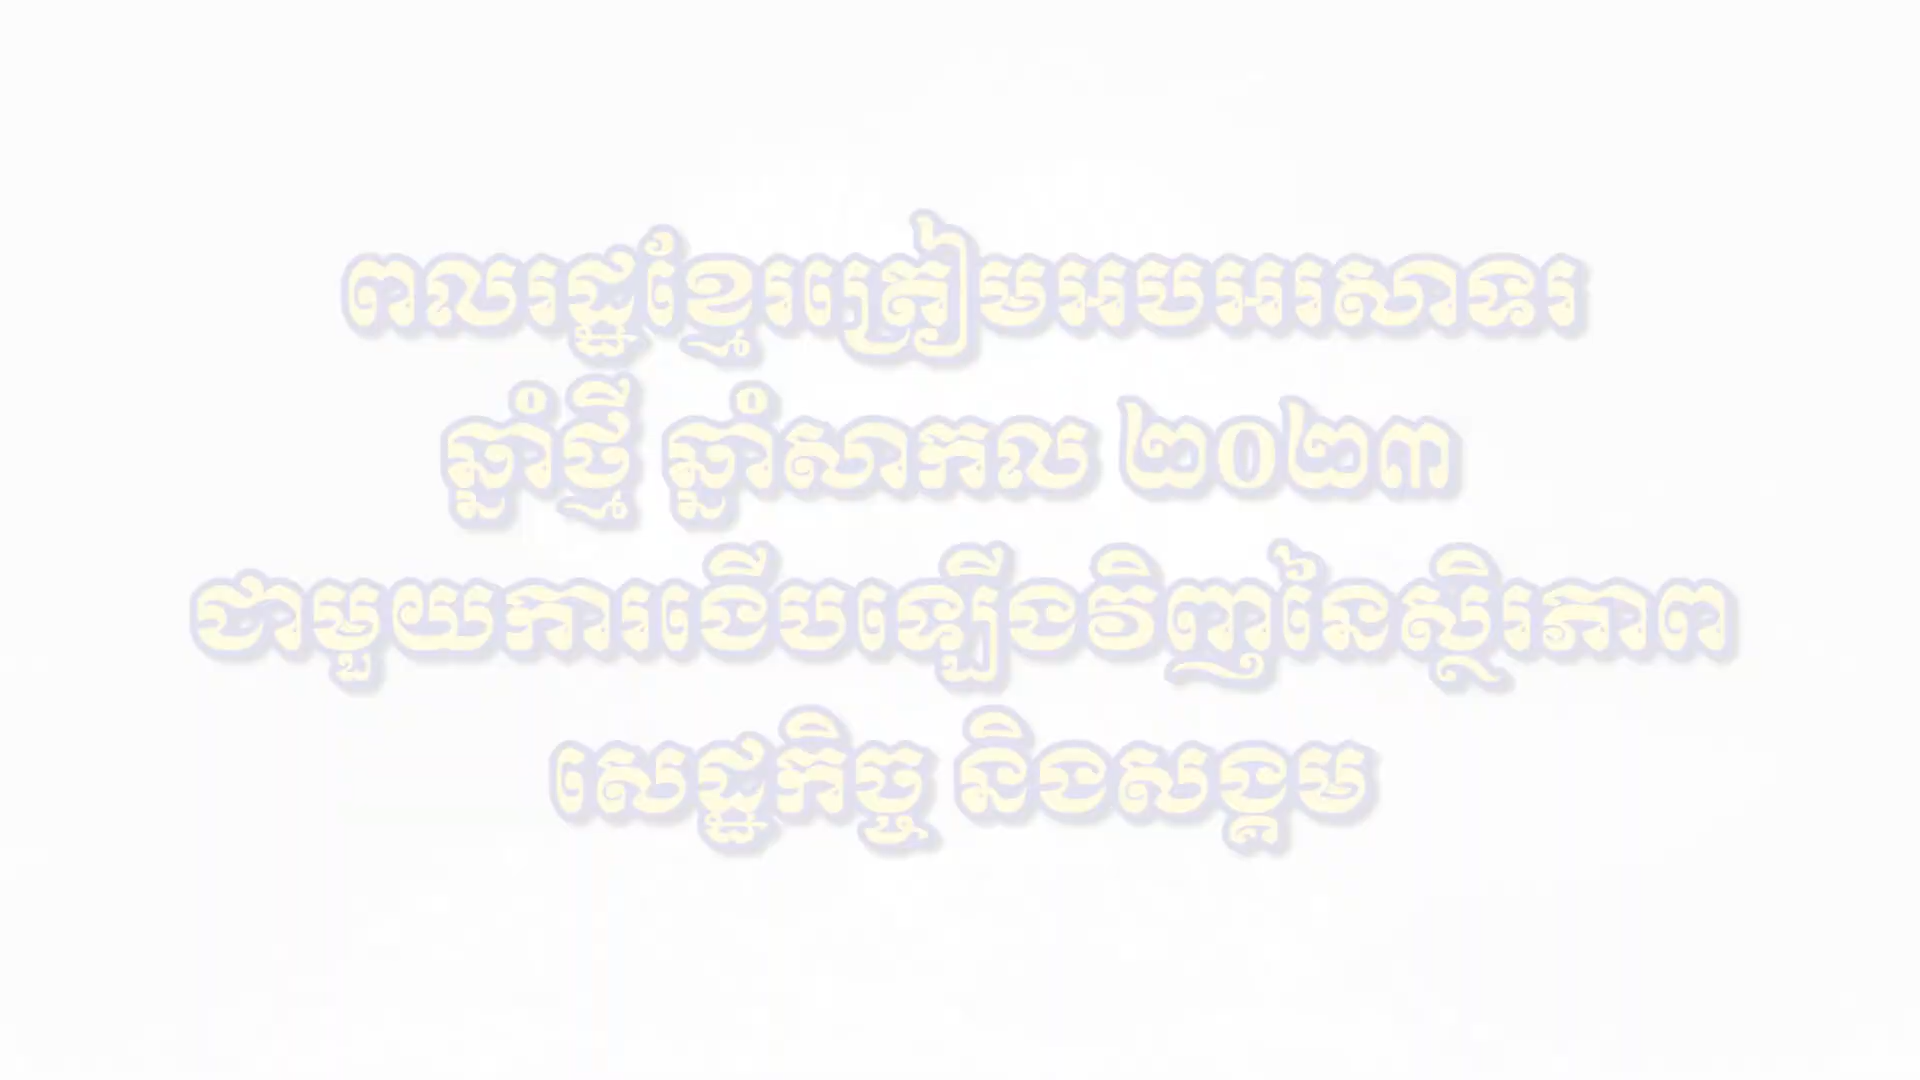 ពលរដ្ឋខ្មែរត្រៀមអបអរសាទរ
ឆ្នាំថ្មី ឆ្នាំសាកល ២០២៣
ជាមួយការងើបឡើងវិញនៃស្ថិរភាព
សេដ្ឋកិច្ច និងសង្គម